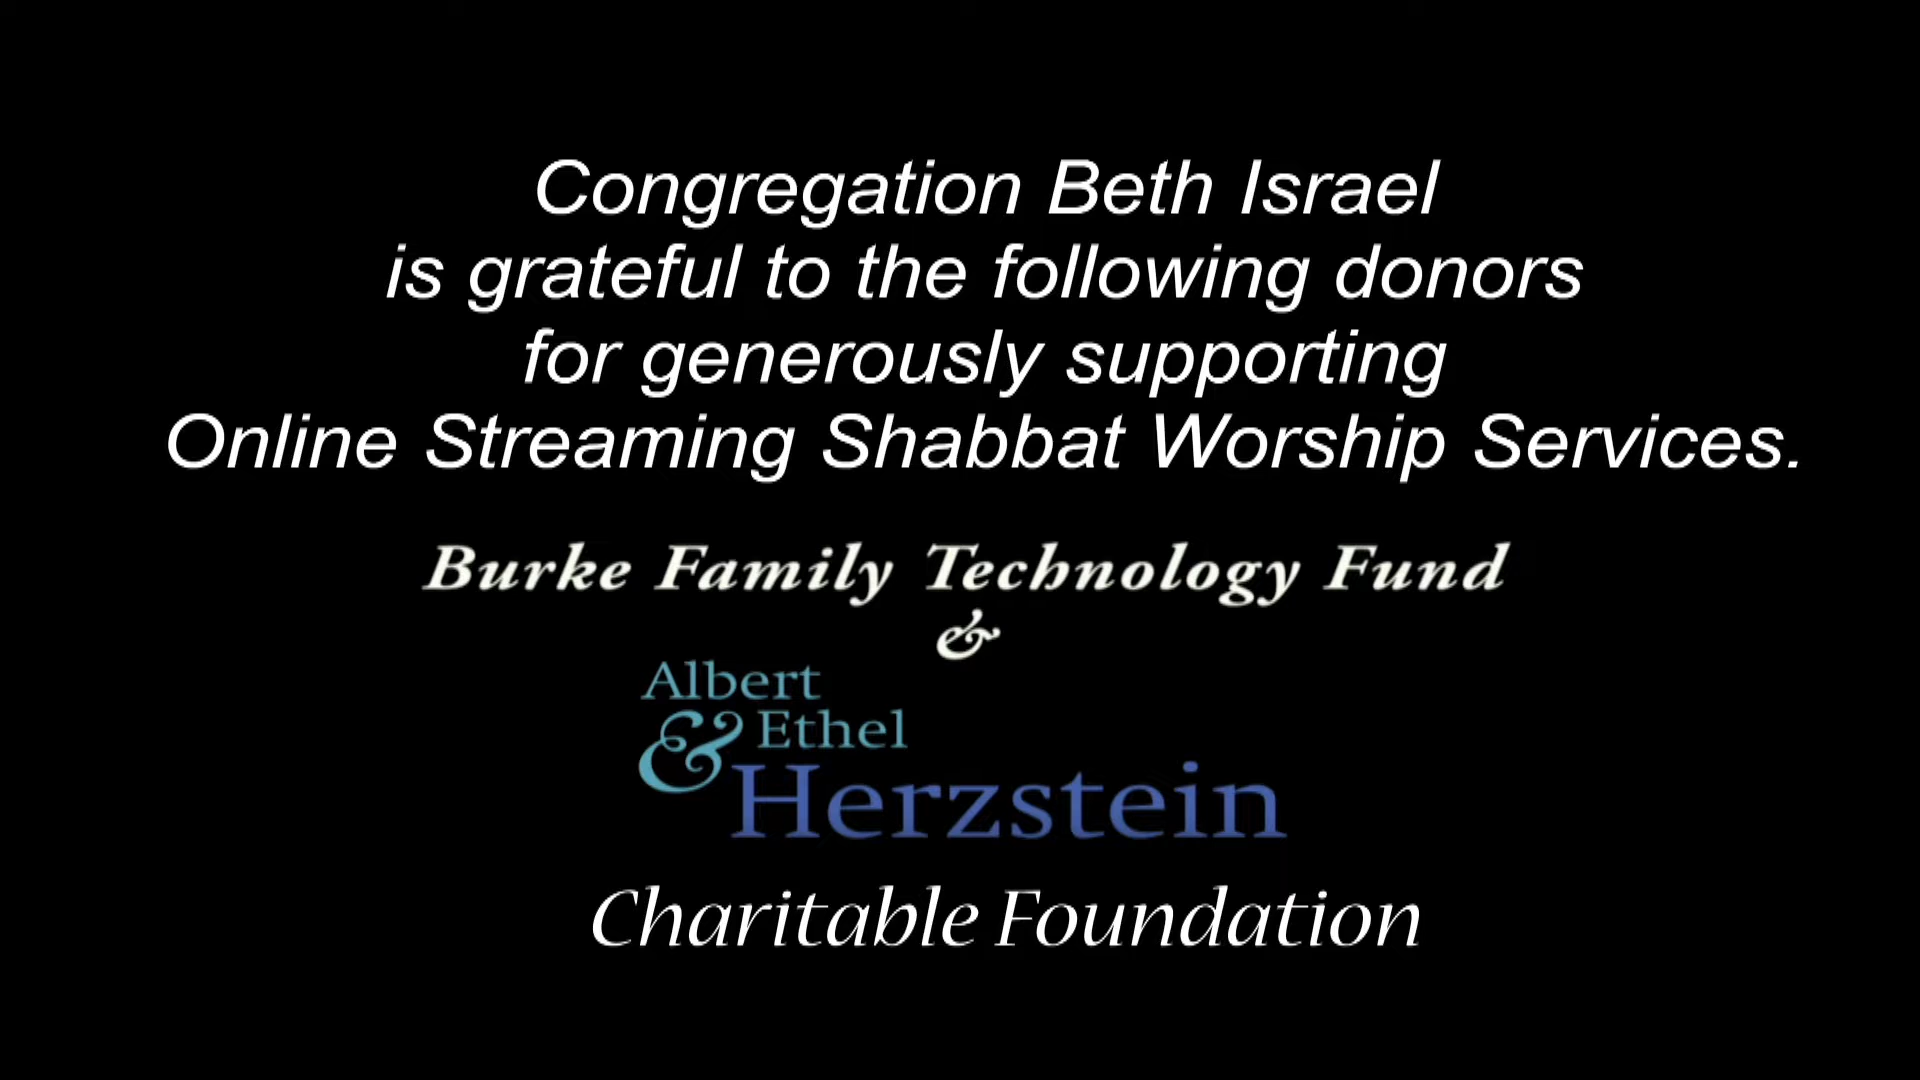 Congregation Beth Israel
is grateful to the following donors
for generously supporting
Online Streaming Shabbat Worship Services.
Burke Family Technology Fund
&
Albert
& Ethel
Herzstein
Charitable Foundation